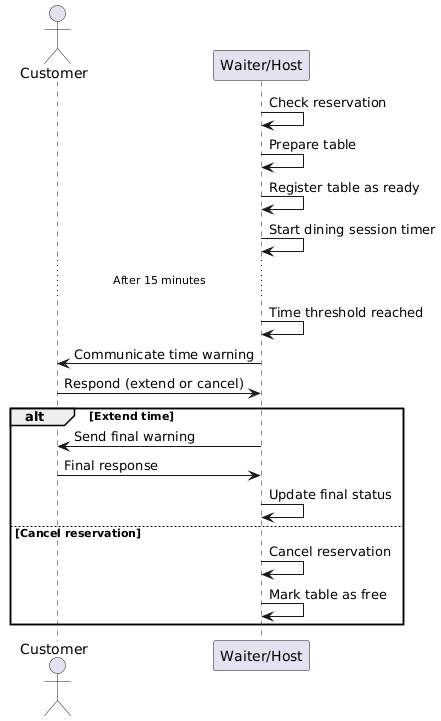 Customer
Waiter/Host
Check reservation
Prepare table
Register table as ready
Start dining session timer
After 15 minutes
Time threshold reached
Communicate time warning
Respond (extend or cancel)
alt [Extend time]
Send final warning
Final response
Update final status
[Cancel reservation]
Cancel reservation
Mark table as free
Customer
Waiter/Host